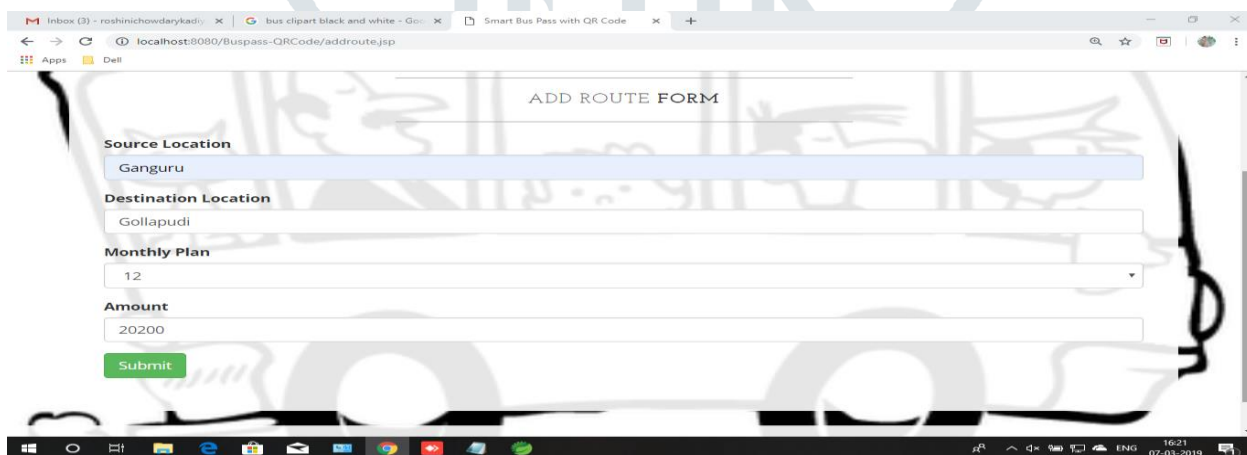 Inbox (3) - roshinichowdarykadiy
bus clipart black and white - Goo
Smart Bus Pass with QR Code
localhost:8080/Buspass-QRCode/addroute.jsp
Apps
Dell
ADD ROUTE FORM
Source Location
Ganguru
Destination Location
Gollapudi
Monthly Plan
12
Amount
20200
Submit
ENG
16:21
07-03-2019